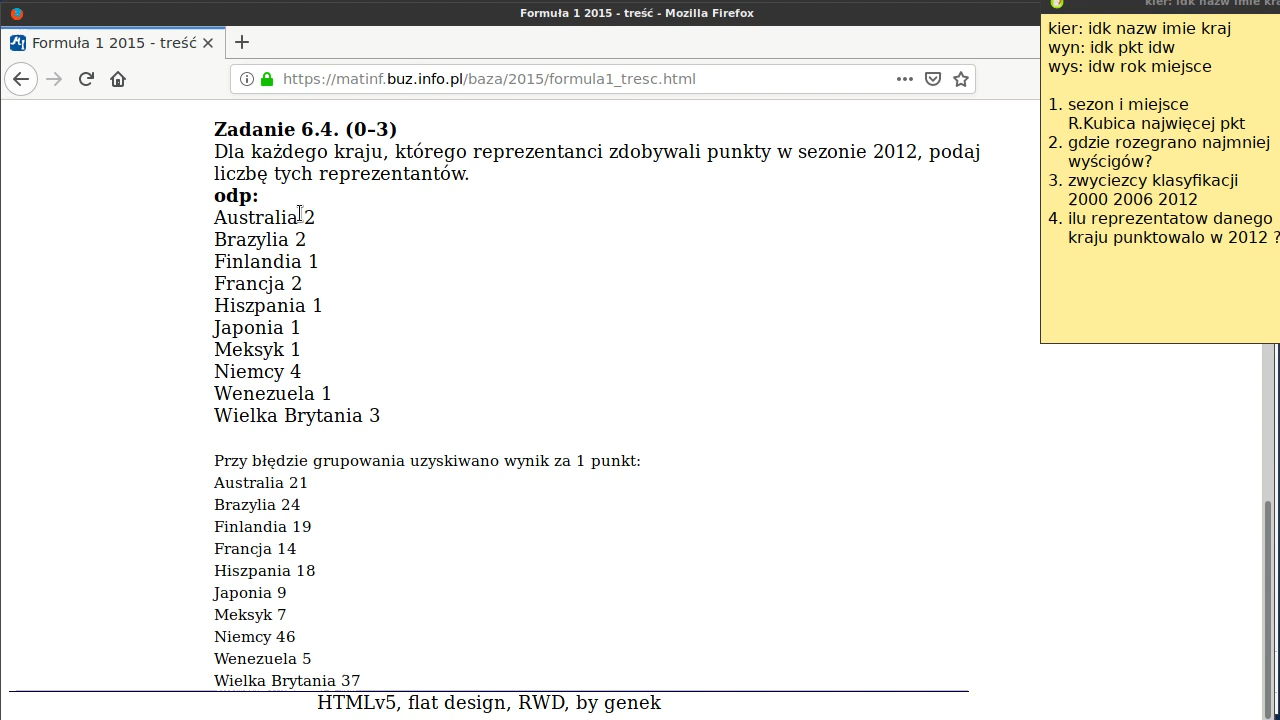 Formuła 1 2015 - treść - Mozilla Firefox
Formuła 1 2015 - treść
https://matinf.buz.info.pl/baza/2015/formula1_tresc.html
Zadanie 6.4. (0–3)
Dla każdego kraju, którego reprezentanci zdobywali punkty w sezonie 2012, podaj
liczbę tych reprezentantów.
odp:
Australia 2
Brazylia 2
Finlandia 1
Francja 2
Hiszpania 1
Japonia 1
Meksyk 1
Niemcy 4
Wenezuela 1
Wielka Brytania 3
Przy błędzie grupowania uzyskiwano wynik za 1 punkt:
Australia 21
Brazylia 24
Finlandia 19
Francja 14
Hiszpania 18
Japonia 9
Meksyk 7
Niemcy 46
Wenezuela 5
Wielka Brytania 37
HTMLv5, flat design, RWD, by genek
kier: idk nazw imie kra
kier: idk nazw imie kraj
wyn: idk pkt idw
wys: idw rok miejsce
1. sezon i miejsce
R.Kubica najwięcej pkt
2. gdzie rozegrano najmniej
wyścigów?
3. zwyciezcy klasyfikacji
2000 2006 2012
4. ilu reprezentatow danego
kraju punktowalo w 2012 ?